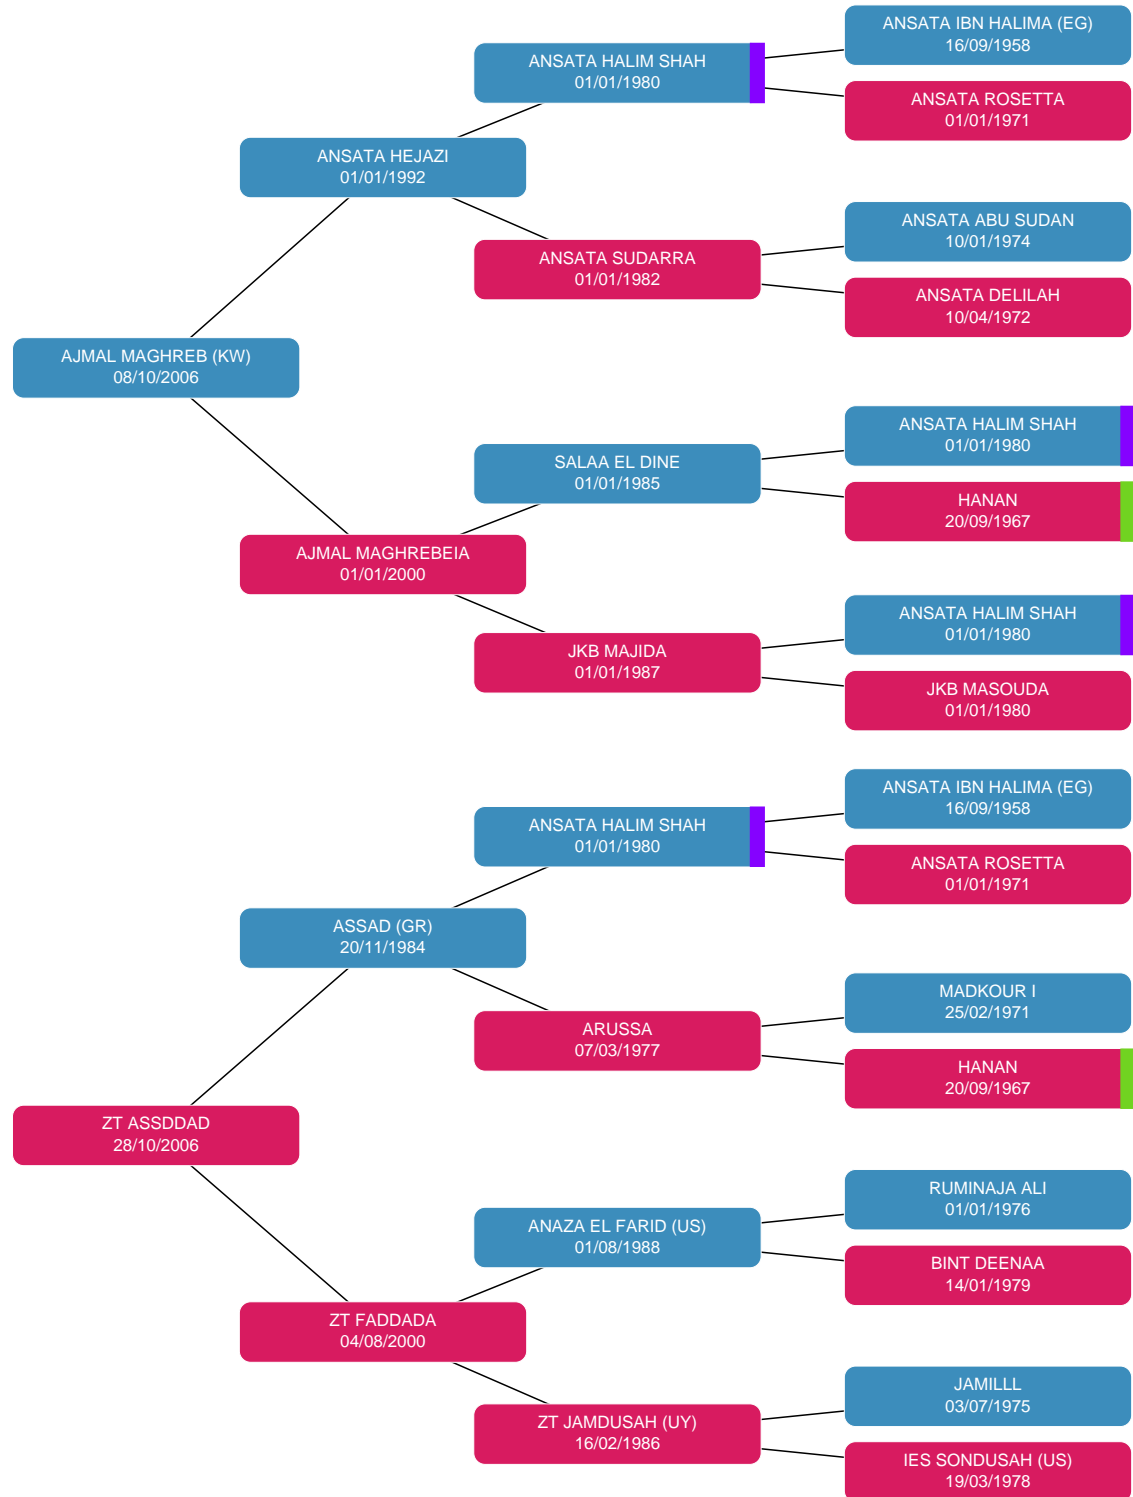 ANSATA IBN HALIMA (EG)
16/09/1958
ANSATA HALIM SHAH
01/01/1980
ANSATA ROSETTA
01/01/1971
ANSATA HEJAZI
01/01/1992
ANSATA ABU SUDAN
10/01/1974
ANSATA SUDARRA
01/01/1982
ANSATA DELILAH
10/04/1972
AJMAL MAGHREB (KW)
08/10/2006
ANSATA HALIM SHAH
01/01/1980
SALAA EL DINE
01/01/1985
HANAN
20/09/1967
AJMAL MAGHREBEIA
01/01/2000
ANSATA HALIM SHAH
01/01/1980
JKB MAJIDA
01/01/1987
JKB MASOUDA
01/01/1980
ANSATA IBN HALIMA (EG)
16/09/1958
ANSATA HALIM SHAH
01/01/1980
ANSATA ROSETTA
01/01/1971
ASSAD (GR)
20/11/1984
MADKOUR I
25/02/1971
ARUSSA
07/03/1977
HANAN
20/09/1967
ZT ASSDDAD
28/10/2006
RUMINAJA ALI
01/01/1976
ANAZA EL FARID (US)
01/08/1988
BINT DEENAA
14/01/1979
ZT FADDADA
04/08/2000
JAMILLL
03/07/1975
ZT JAMDUSAH (UY)
16/02/1986
IES SONDUSAH (US)
19/03/1978